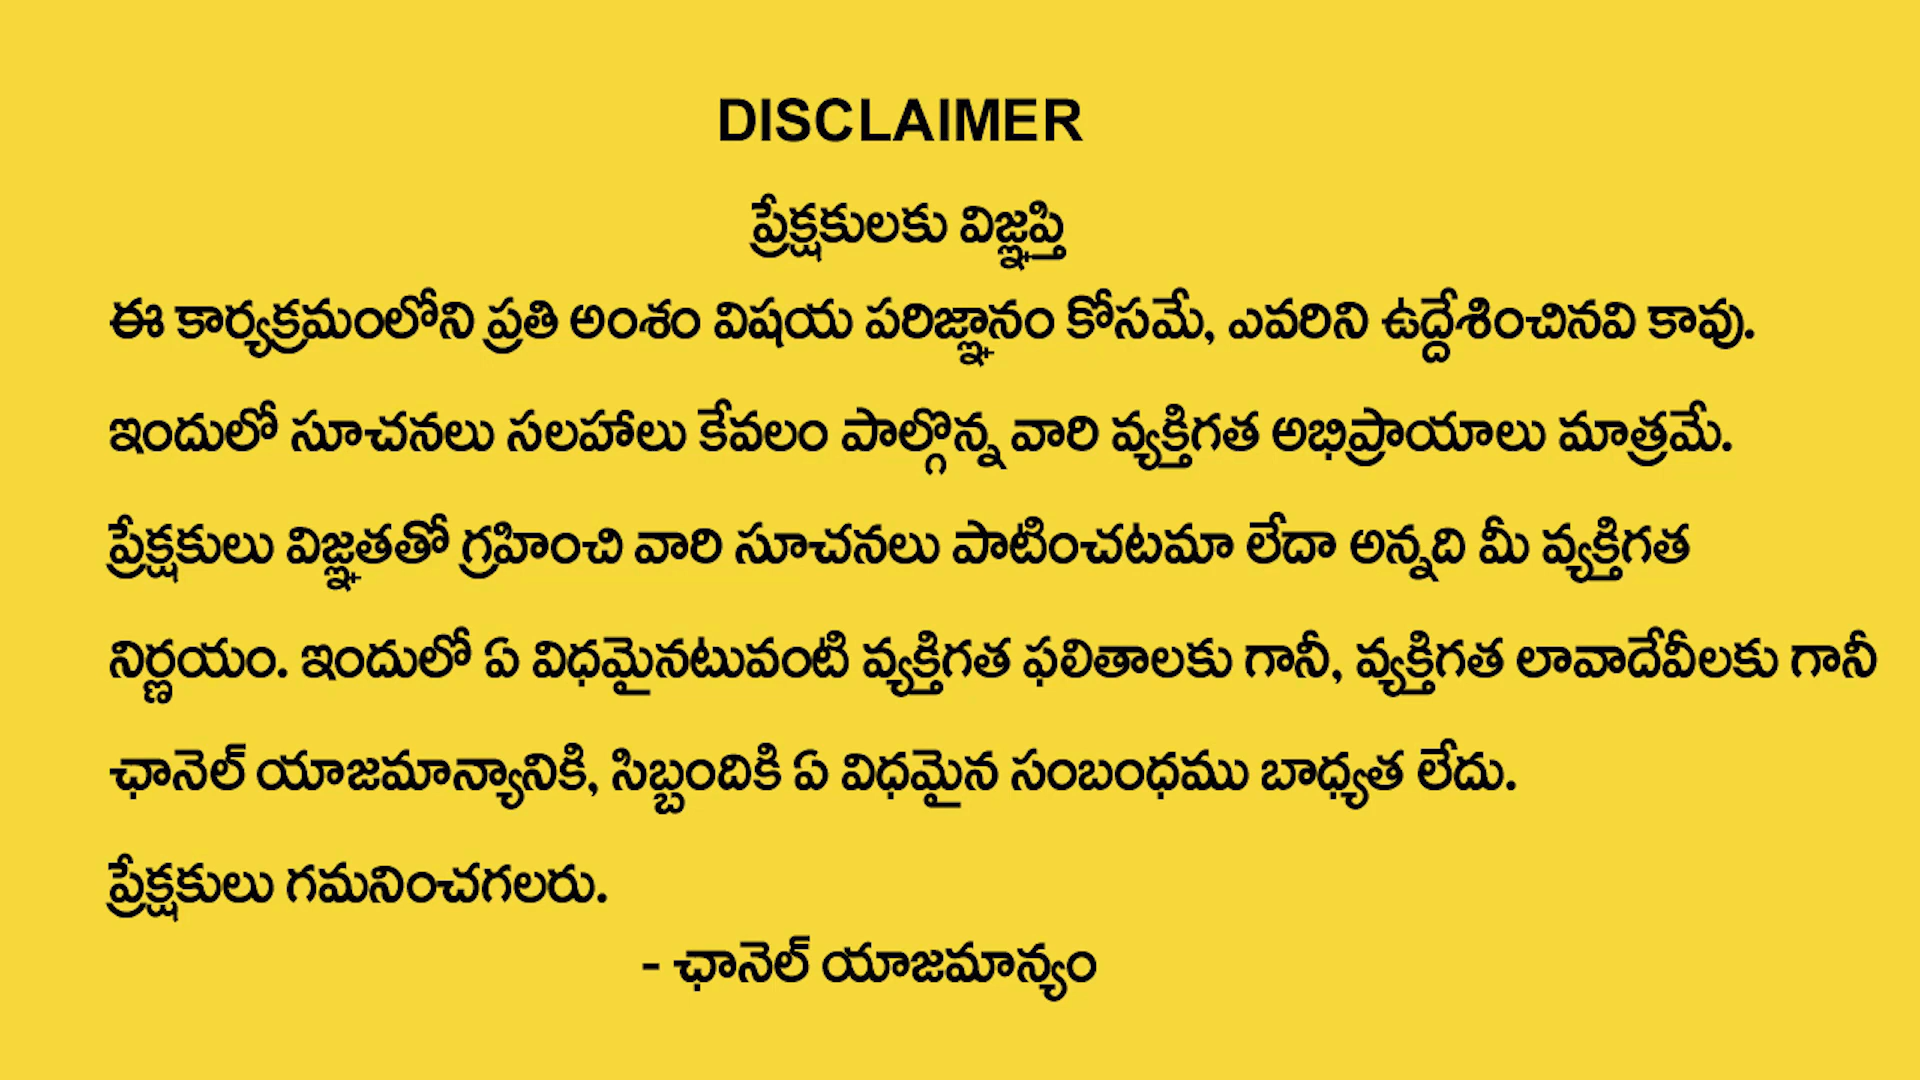 DISCLAIMER
ప్రేక్షకులకు విజ్ఞప్తి
ఈ కార్యక్రమంలోని ప్రతి అంశం విషయ పరిజ్ఞానం కోసమే, ఎవరిని ఉద్దేశించినవి కావు.
ఇందులో సూచనలు సలహాలు కేవలం పాల్గొన్న వారి వ్యక్తిగత అభిప్రాయాలు మాత్రమే.
ప్రేక్షకులు విజ్ఞతతో గ్రహించి వారి సూచనలు పాటించటమా లేదా అన్నది మీ వ్యక్తిగత
నిర్ణయం. ఇందులో ఏ విధమైనటువంటి వ్యక్తిగత ఫలితాలకు గానీ, వ్యక్తిగత లావాదేవీలకు గానీ
ఛానెల్ యాజమాన్యానికి, సిబ్బందికి ఏ విధమైన సంబంధము బాధ్యత లేదు.
ప్రేక్షకులు గమనించగలరు.
- ఛానెల్ యాజమాన్యం